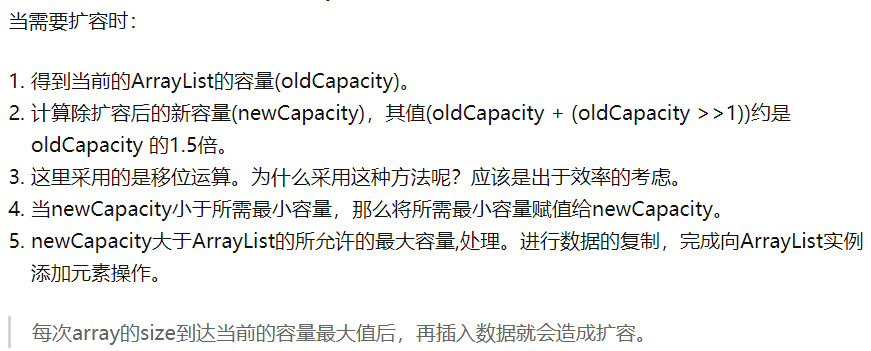 当需要扩容时：
1. 得到当前的ArrayList的容量(oldCapacity)。
2. 计算除扩容后的新容量(newCapacity)，其值(oldCapacity + (oldCapacity >>1))约是
oldCapacity 的1.5倍。
3. 这里采用的是移位运算。为什么采用这种方法呢？应该是出于效率的考虑。
4. 当newCapacity小于所需最小容量，那么将所需最小容量赋值给newCapacity。
5. newCapacity大于ArrayList的所允许的最大容量,处理。进行数据的复制，完成向ArrayList实例
添加元素操作。
每次array的size到达当前的容量最大值后，再插入数据就会造成扩容。